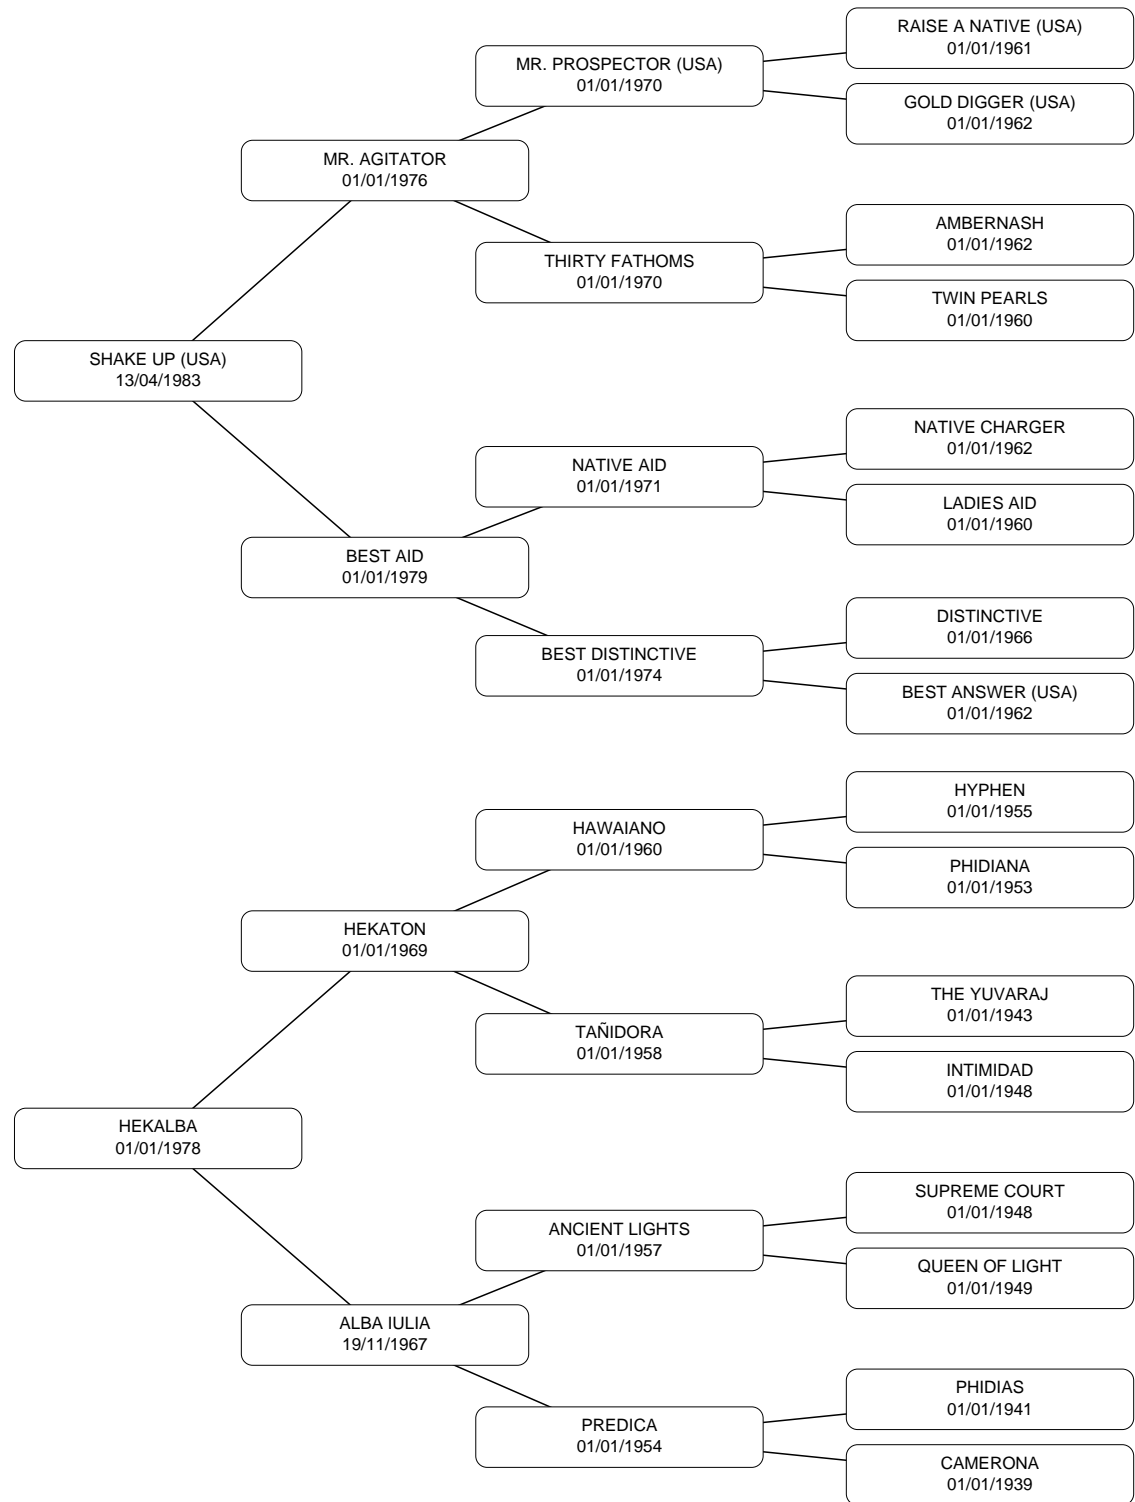 RAISE A NATIVE (USA)
01/01/1961
MR. PROSPECTOR (USA)
01/01/1970
GOLD DIGGER (USA)
01/01/1962
MR. AGITATOR
01/01/1976
AMBERNASH
01/01/1962
THIRTY FATHOMS
01/01/1970
TWIN PEARLS
01/01/1960
SHAKE UP (USA)
13/04/1983
NATIVE CHARGER
01/01/1962
NATIVE AID
01/01/1971
LADIES AID
01/01/1960
BEST AID
01/01/1979
DISTINCTIVE
01/01/1966
BEST DISTINCTIVE
01/01/1974
BEST ANSWER (USA)
01/01/1962
HYPHEN
01/01/1955
HAWAIANO
01/01/1960
PHIDIANA
01/01/1953
HEKATON
01/01/1969
THE YUVARAJ
01/01/1943
TAÑIDORA
01/01/1958
INTIMIDAD
01/01/1948
HEKALBA
01/01/1978
SUPREME COURT
01/01/1948
ANCIENT LIGHTS
01/01/1957
QUEEN OF LIGHT
01/01/1949
ALBA IULIA
19/11/1967
PHIDIAS
01/01/1941
PREDICA
01/01/1954
CAMERONA
01/01/1939